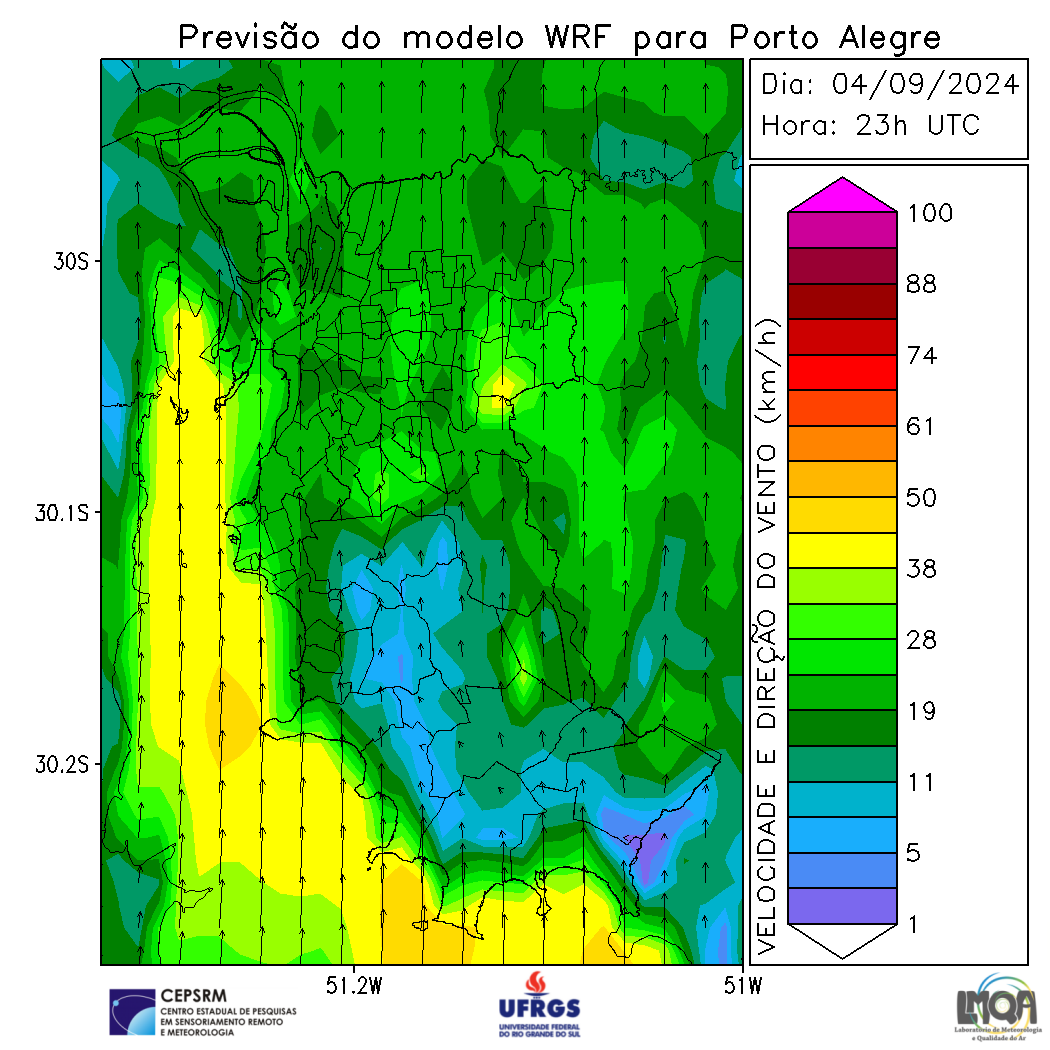 Previsão do modelo WRF para Porto Alegre
Dia: 04/09/2024
Hora: 23h UTC
30S
30.1S
30.2S
51.2W
51W
VELOCIDADE E DIREÇÃO DO VENTO (km/h)
100
88
74
61
50
38
28
19
11
5
1
CEPSRM
CENTRO ESTADUAL DE PESQUISAS
EM SENSORIAMENTO REMOTO
E METEOROLOGIA
UFRGS
UNIVERSIDADE FEDERAL
DO RIO GRANDE DO SUL
LMQA
Laboratório de Meteorologia
e Qualidade do Ar